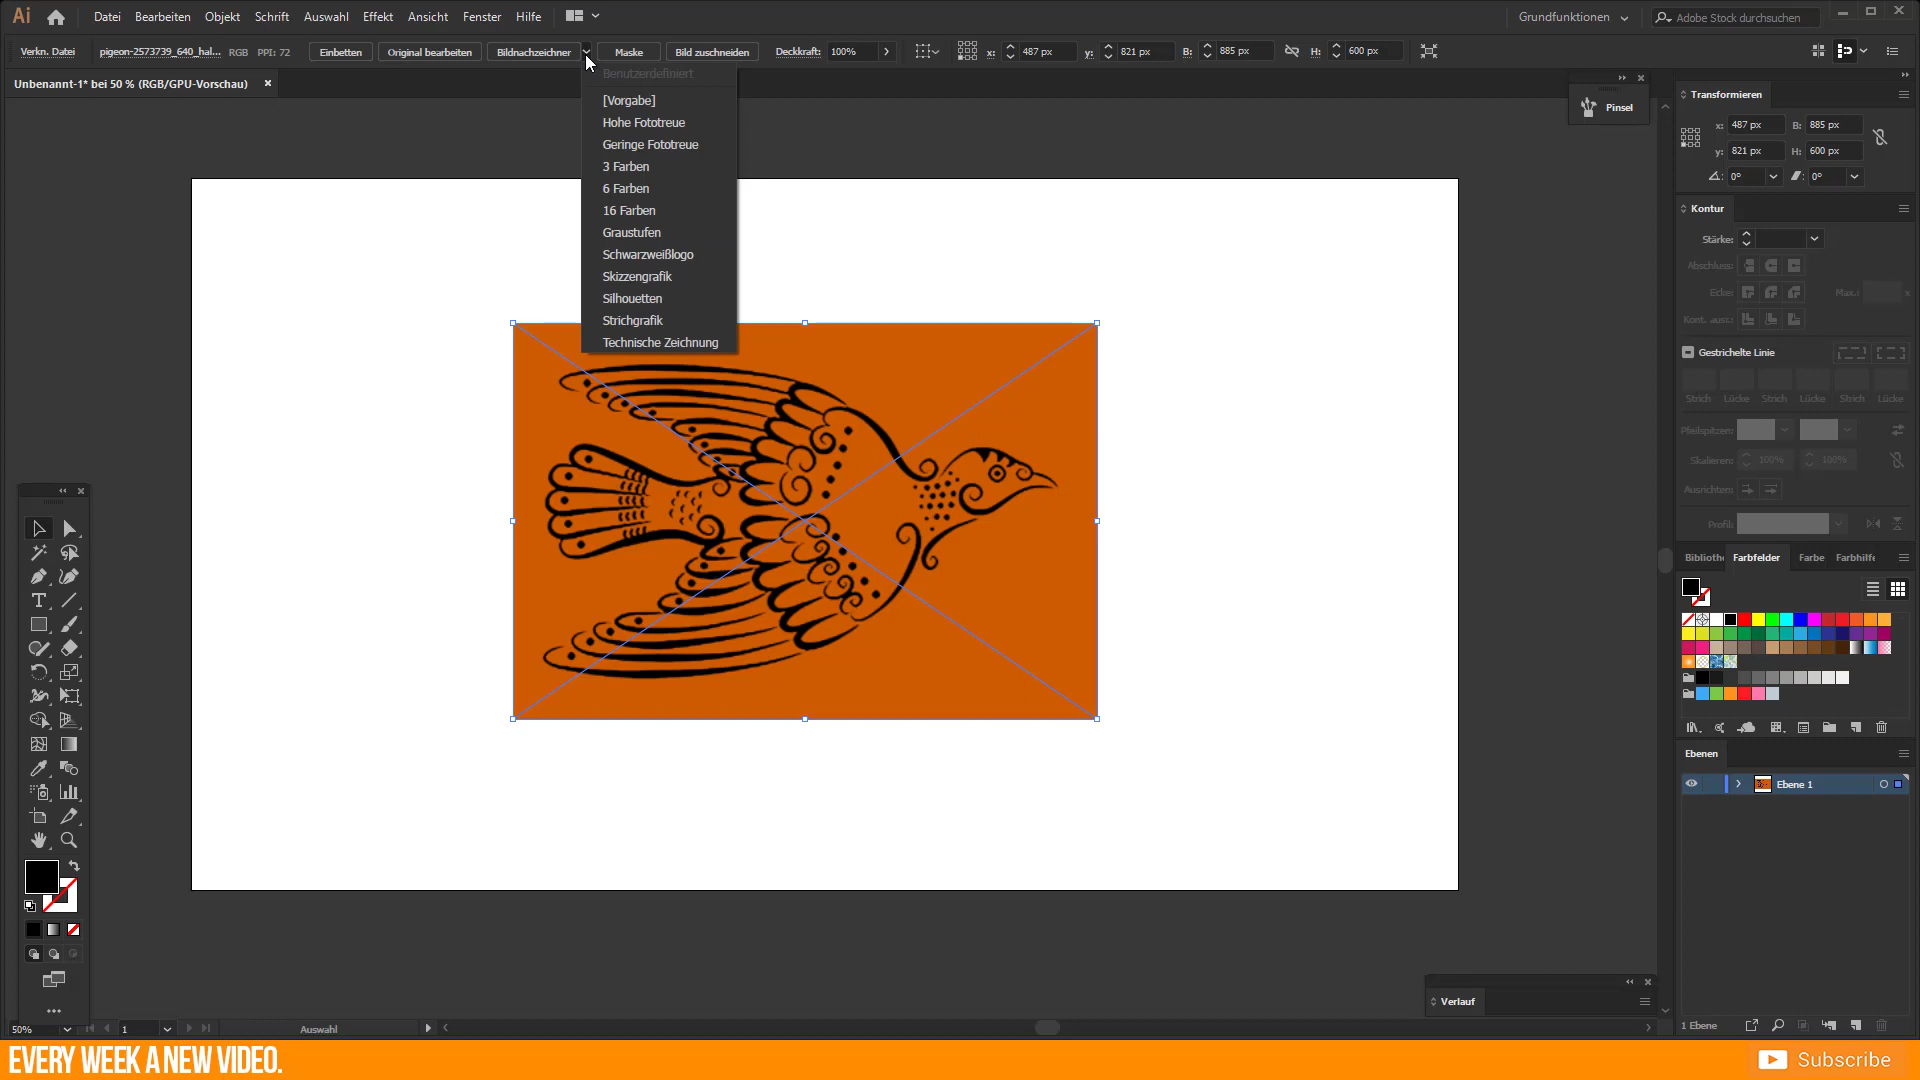 Ai Datei Bearbeiten Objekt Schrift Auswahl Effekt Ansicht Fenster Hilfe Grundfunktionen Adobe Stock durchsuchen
Verkn. Datei pigeon-2573739_640_hal... RGB PPI: 72 Einbetten Original bearbeiten Bildnachzeichner Maske Bild zuschneiden Deckkraft: 100% x: 487 px y: 821 px B: 885 px H: 600 px
Unbenannt-1* bei 50 % (RGB/GPU-Vorschau)
Benutzerdefiniert
[Vorgabe]
Hohe Fototreue
Geringe Fototreue
3 Farben
6 Farben
16 Farben
Graustufen
Schwarzweißlogo
Skizzengrafik
Silhouetten
Strichgrafik
Technische Zeichnung
Pinsel
Transformieren
x: 487 px B: 885 px
y: 821 px H: 600 px
0° 0°
Kontur
Stärke:
Abschluss:
Ecke: Max.: x
Kont. ausr.:
Gestrichelte Linie
Strich Lücke Strich Lücke Strich Lücke
Pfeilspitzen:
Skalieren: 100% 100%
Ausrichten:
Profil:
Biblioth Farbfelder Farbe Farbhilfe
Ebenen
Ebene 1
Verlauf
1 Ebene
50% 1 Auswahl
EVERY WEEK A NEW VIDEO.
Subscribe